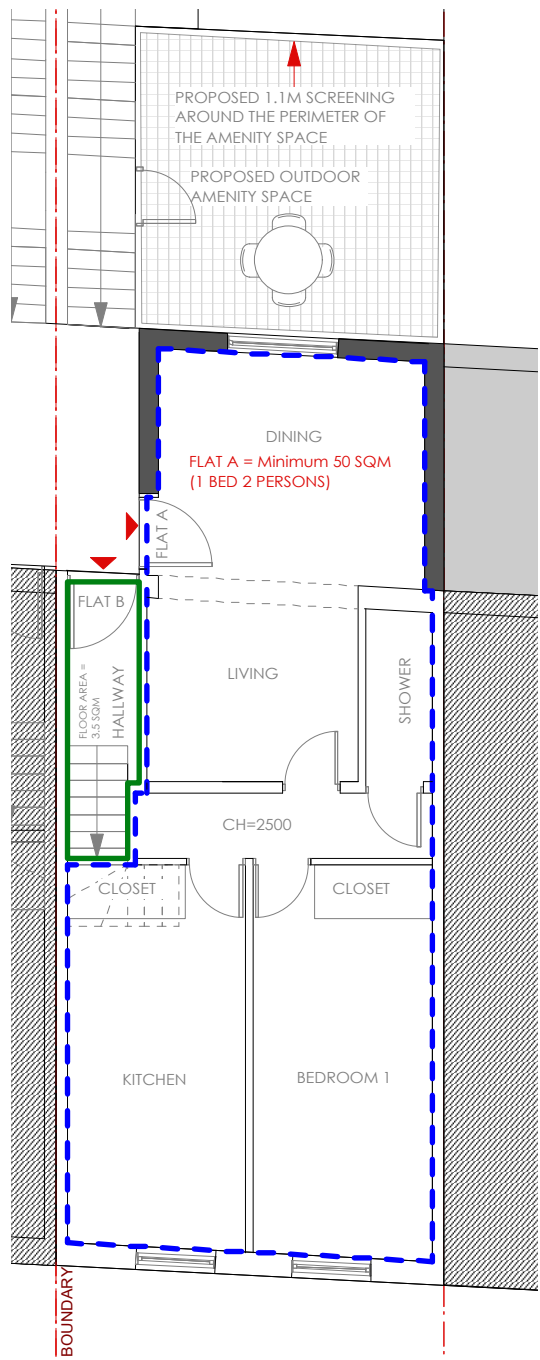 PROPOSED 1.1M SCREENING
AROUND THE PERIMETER OF
THE AMENITY SPACE
PROPOSED OUTDOOR
AMENITY SPACE
DINING
FLAT A = Minimum 50 SQM
(1 BED 2 PERSONS)
FLAT A
FLAT B
FLOOR AREA =
3.5 SQM
HALLWAY
LIVING
SHOWER
CH=2500
CLOSET
CLOSET
KITCHEN
BEDROOM 1
BOUNDARY